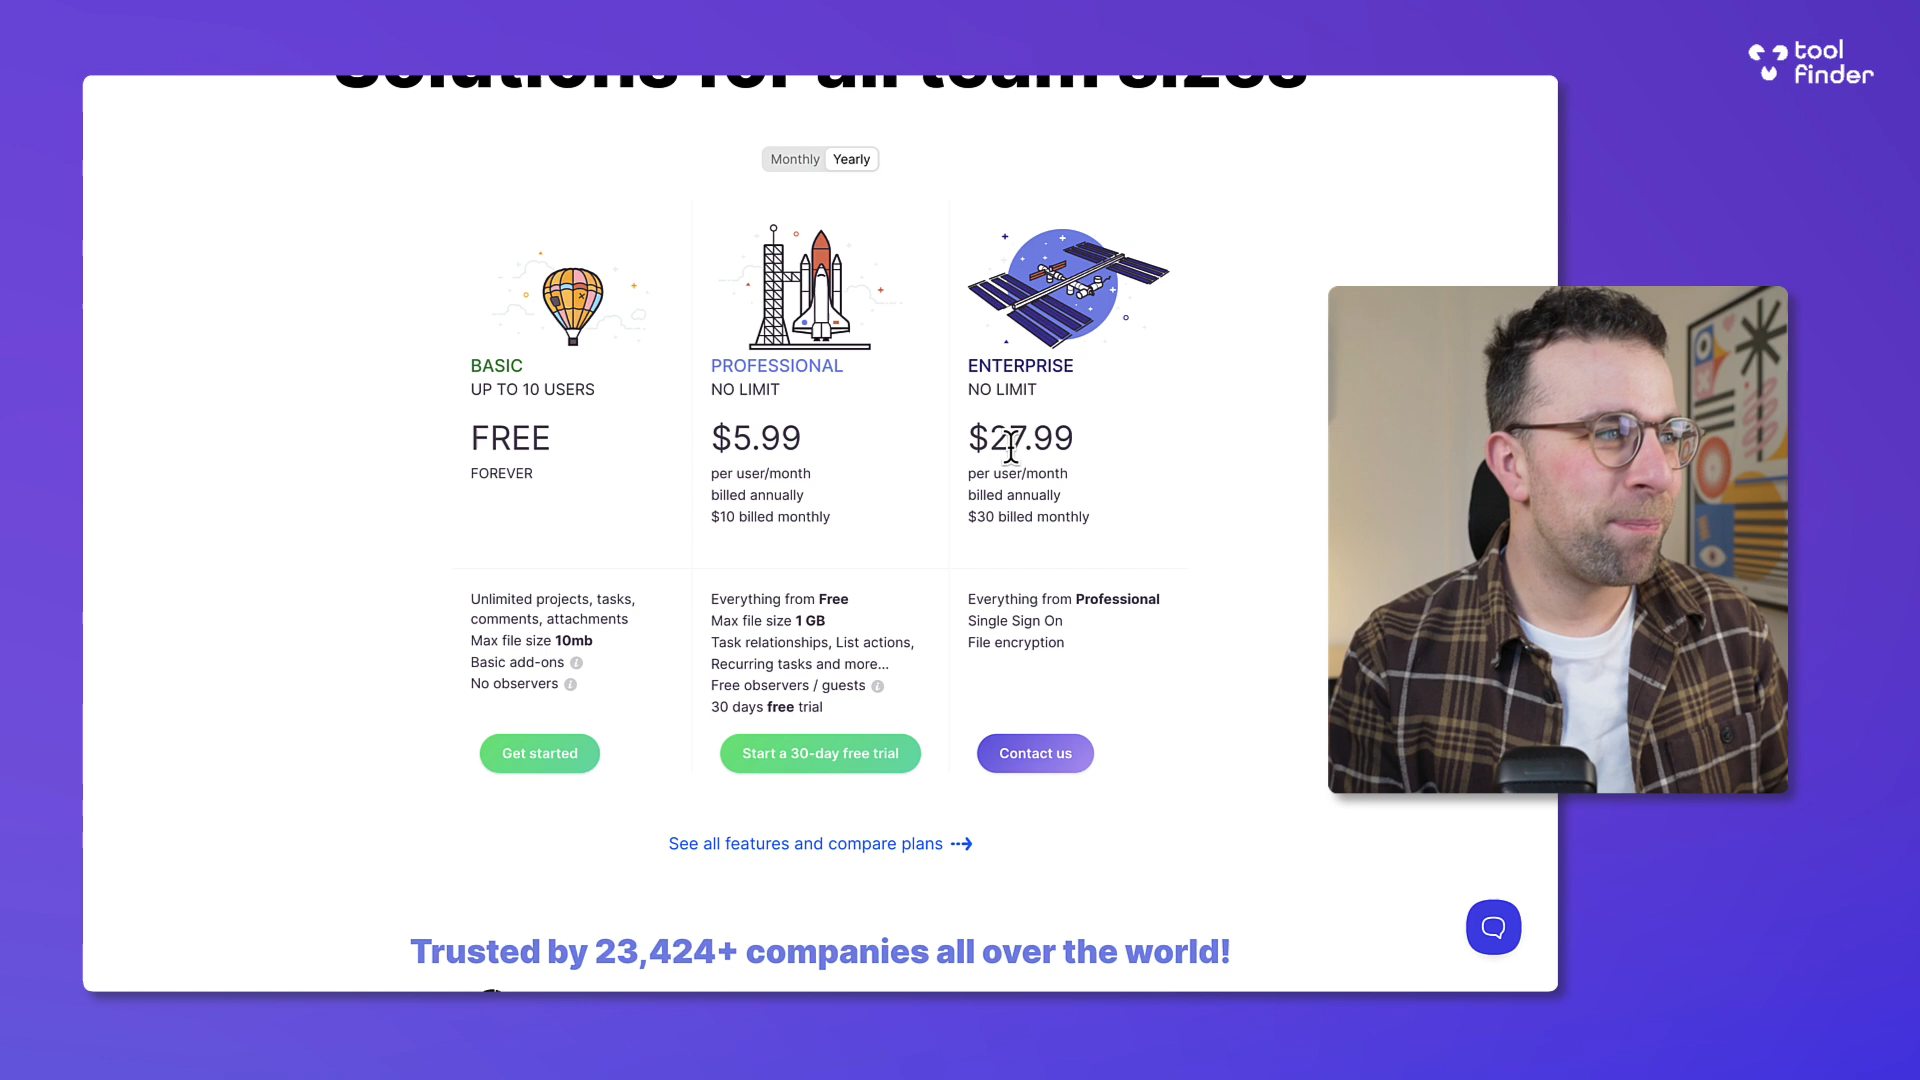 tool
finder
Solutions for all team sizes
Monthly Yearly
BASIC
UP TO 10 USERS
FREE
FOREVER
Unlimited projects, tasks,
comments, attachments
Max file size 10mb
Basic add-ons
No observers
Get started
PROFESSIONAL
NO LIMIT
$5.99
per user/month
billed annually
$10 billed monthly
Everything from Free
Max file size 1 GB
Task relationships, List actions,
Recurring tasks and more...
Free observers / guests
30 days free trial
Start a 30-day free trial
ENTERPRISE
NO LIMIT
$27.99
per user/month
billed annually
$30 billed monthly
Everything from Professional
Single Sign On
File encryption
Contact us
See all features and compare plans
Trusted by 23,424+ companies all over the world!